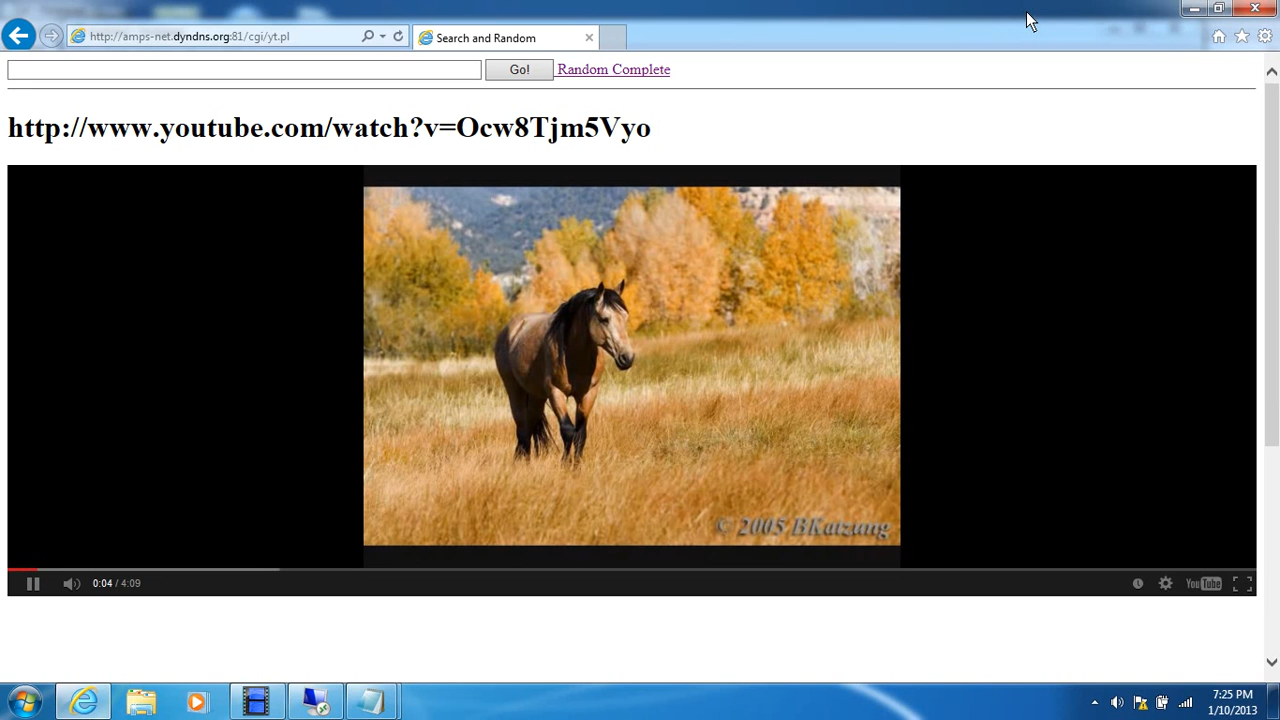 http://amps-net.dyndns.org:81/cgi/yt.pl
Search and Random
Go! Random Complete
http://www.youtube.com/watch?v=Ocw8Tjm5Vyo
© 2005 BKatzung
0:04 / 4:09
YouTube
7:25 PM
1/10/2013